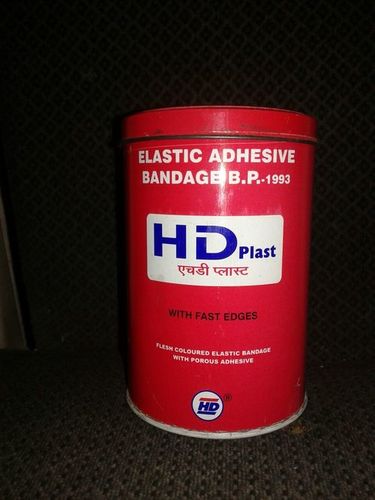 ELASTIC ADHESIVE
BANDAGE B.P.-1993
HD Plast
एचडी प्लास्ट
WITH FAST EDGES
FLESH COLOURED ELASTIC BANDAGE
WITH POROUS ADHESIVE
HD ®